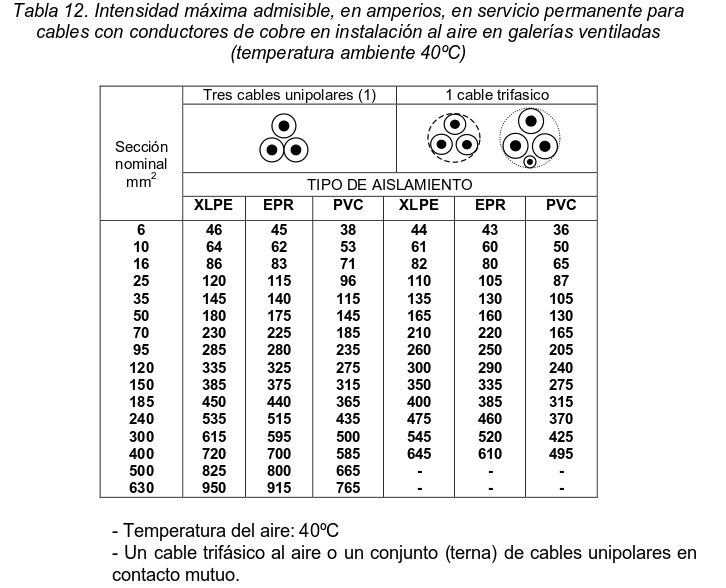 Tabla 12. Intensidad máxima admisible, en amperios, en servicio permanente para
cables con conductores de cobre en instalación al aire en galerías ventiladas
(temperatura ambiente 40ºC)
Sección
nominal
mm²
Tres cables unipolares (1) 1 cable trifasico
TIPO DE AISLAMIENTO
XLPE EPR PVC XLPE EPR PVC
6 46 45 38 44 43 36
10 64 62 53 61 60 50
16 86 83 71 82 80 65
25 120 115 96 110 105 87
35 145 140 115 135 130 105
50 180 175 145 165 160 130
70 230 225 185 210 220 165
95 285 280 235 260 250 205
120 335 325 275 300 290 240
150 385 375 315 350 335 275
185 450 440 365 400 385 315
240 535 515 435 475 460 370
300 615 595 500 545 520 425
400 720 700 585 645 610 495
500 825 800 665 - - -
630 950 915 765 - - -
- Temperatura del aire: 40ºC
- Un cable trifásico al aire o un conjunto (terna) de cables unipolares en
contacto mutuo.